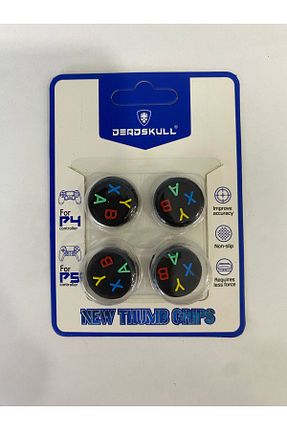 DEADSKULL
For
P4
controller
For
P5
controller
Improve
accuracy
Non-slip
Requires
less force
X
Y
A
B
X
A
Y
B
A
B
X
Y
A
X
B
Y
NEW THUMB GRIPS